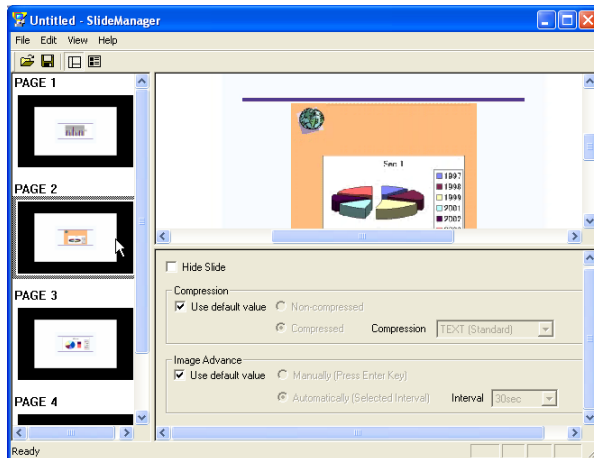 Untitled - SlideManager
File Edit View Help
PAGE 1
PAGE 2
PAGE 3
PAGE 4
Sec 1
1997
1998
1999
2001
2002
Hide Slide
Compression
Use default value Non-compressed
Compressed Compression TEXT (Standard)
Image Advance
Use default value Manually (Press Enter Key)
Automatically (Selected Interval) Interval 30sec
Ready